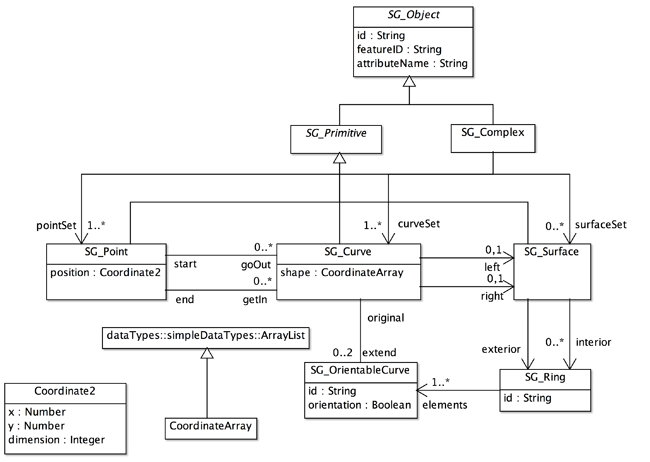 SG_Object
id : String
featureID : String
attributeName : String
SG_Primitive
SG_Complex
pointSet
1..*
1..*
curveSet
0..*
surfaceSet
SG_Point
position : Coordinate2
start
0..*
goOut
end
0..*
getIn
SG_Curve
shape : CoordinateArray
0,1
left
0,1
right
SG_Surface
original
0..2
extend
exterior
0..*
interior
dataTypes::simpleDataTypes::ArrayList
SG_OrientableCurve
id : String
orientation : Boolean
1..*
elements
SG_Ring
id : String
Coordinate2
x : Number
y : Number
dimension : Integer
CoordinateArray